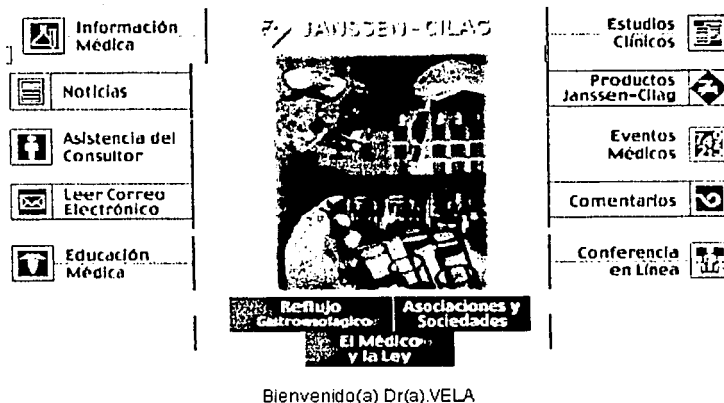 Información
Médica
Noticias
Asistencia del
Consultor
Leer Correo
Electrónico
Educación
Médica
JANSSEN-CILAG
Reflujo
Gastroesofagico
Asociaciones y
Sociedades
El Médico
y la Ley
Estudios
Clínicos
Productos
Janssen-Cilag
Eventos
Médicos
Comentarios
Conferencia
en Línea
Bienvenido(a) Dr(a).VELA